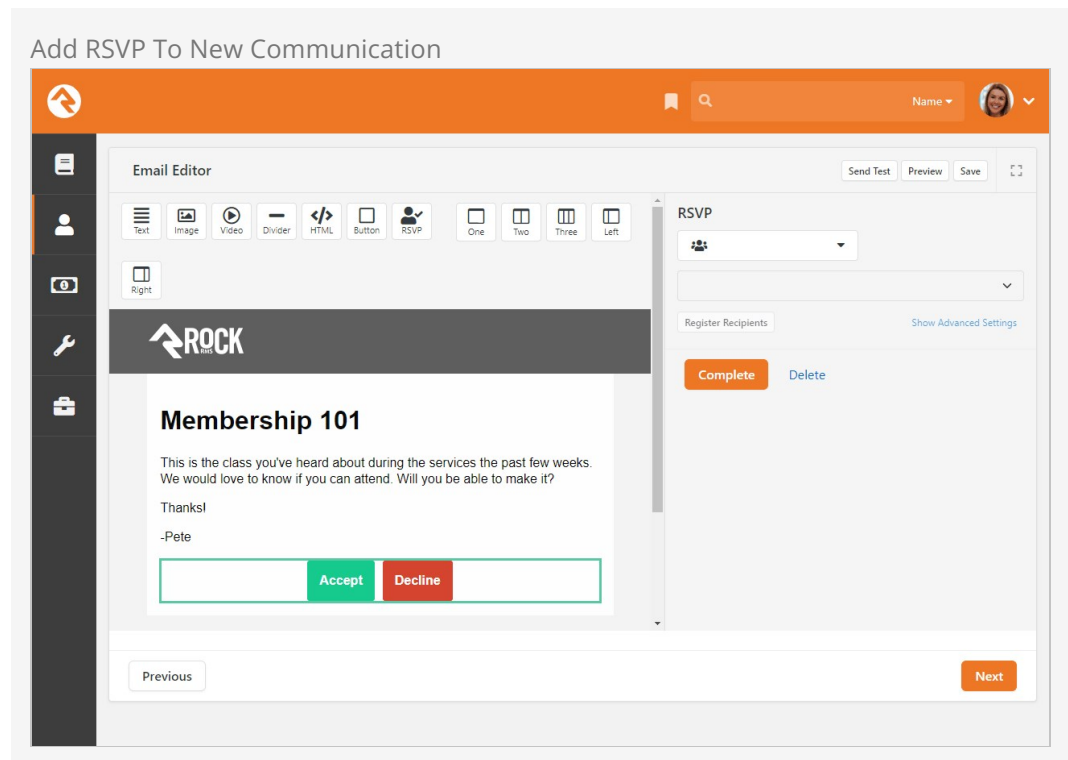 Add RSVP To New Communication
Name
Email Editor
Send Test Preview Save
Text Image Video Divider HTML Button RSVP One Two Three Left
Right
RSVP
Register Recipients Show Advanced Settings
Complete Delete
ROCK
RMS
Membership 101
This is the class you've heard about during the services the past few weeks.
We would love to know if you can attend. Will you be able to make it?
Thanks!
-Pete
Accept Decline
Previous Next